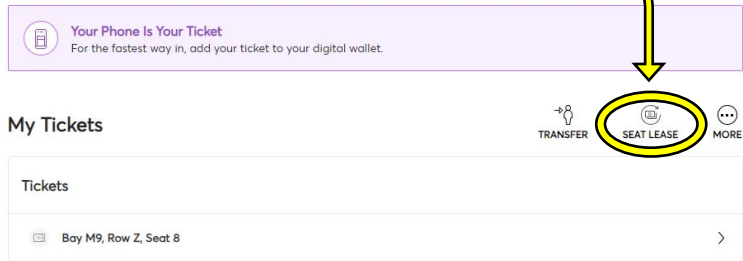 Your Phone Is Your Ticket
For the fastest way in, add your ticket to your digital wallet.
My Tickets
TRANSFER
SEAT LEASE
MORE
Tickets
Bay M9, Row Z, Seat 8